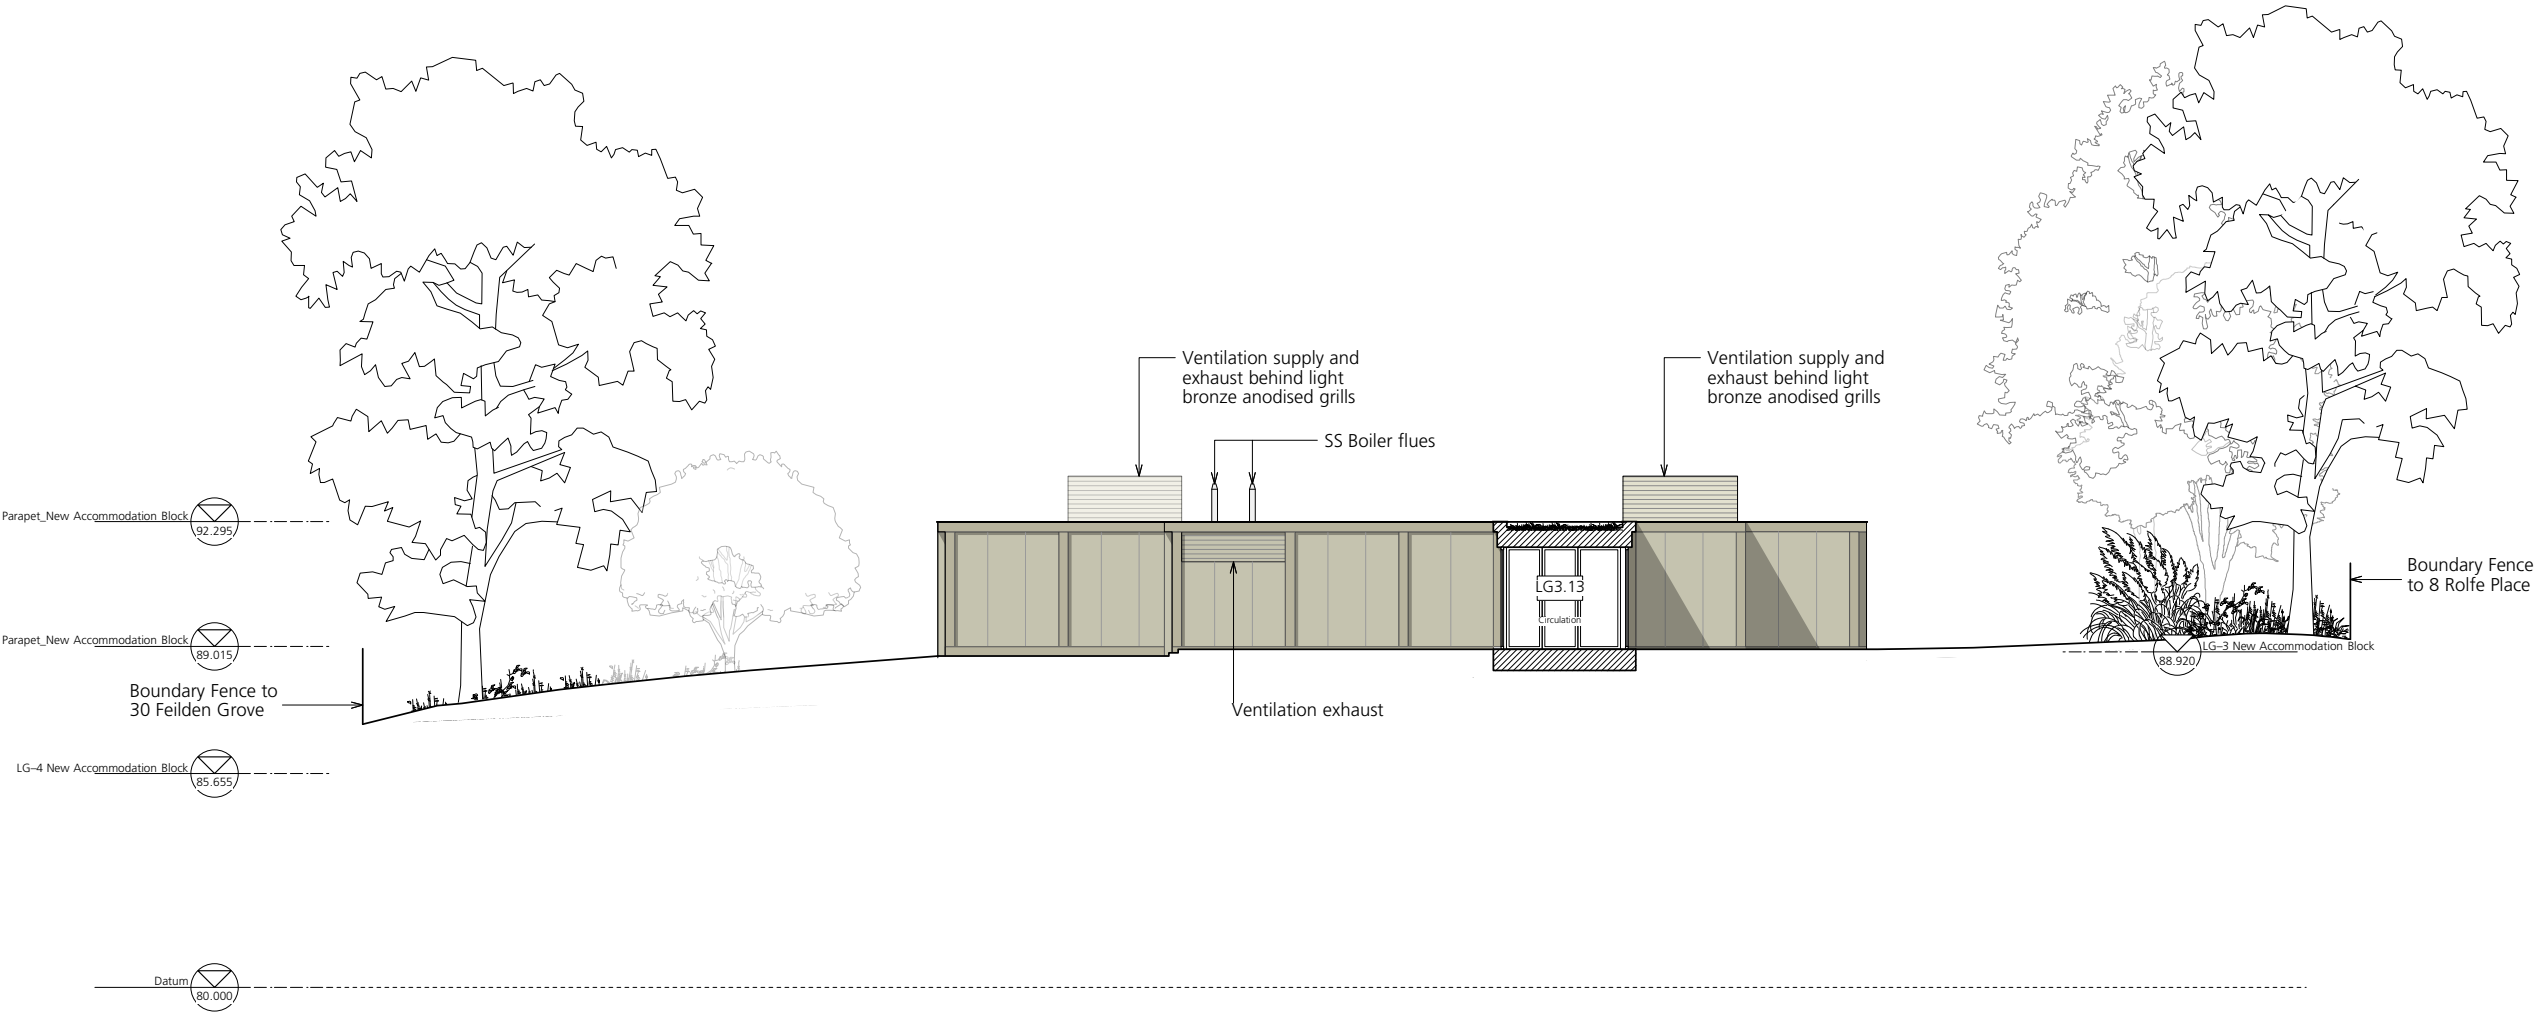 Ventilation supply and
exhaust behind light
bronze anodised grills
Ventilation supply and
exhaust behind light
bronze anodised grills
SS Boiler flues
Parapet_New Accommodation Block
92.295
Boundary Fence
to 8 Rolfe Place
LG3.13
Circulation
Parapet_New Accommodation Block
89.015
LG–3 New Accommodation Block
88.920
Boundary Fence to
30 Feilden Grove
Ventilation exhaust
LG–4 New Accommodation Block
85.655
Datum
80.000